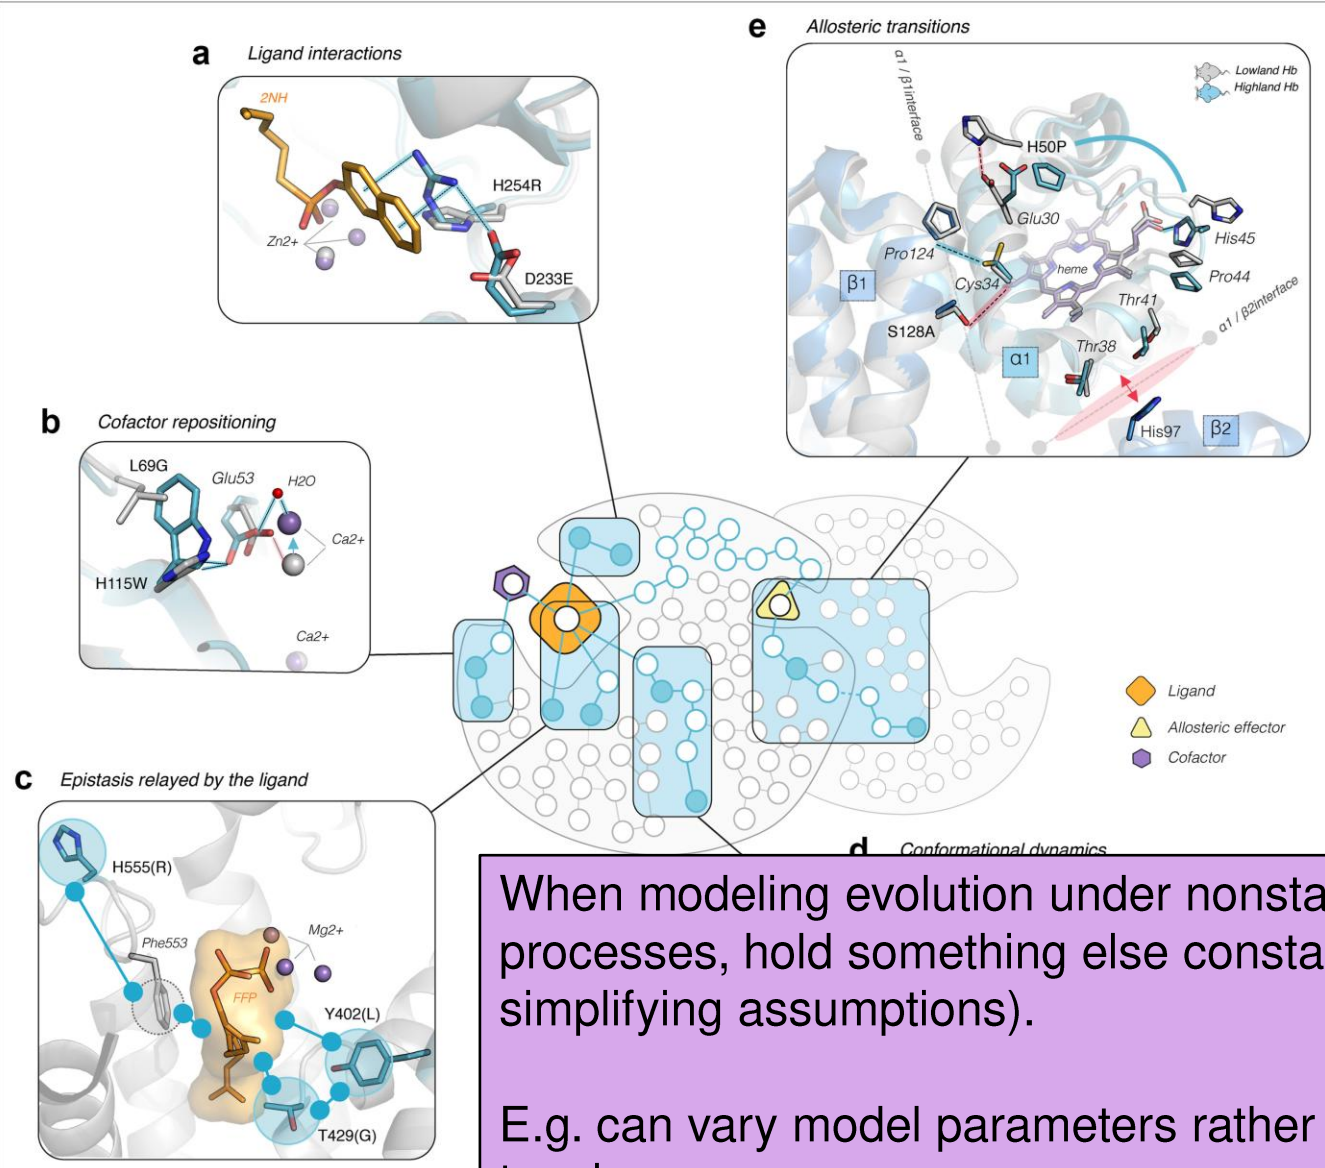 a Ligand interactions
2NH
H254R
Zn2+
D233E
e Allosteric transitions
α1 / β1interface
Lowland Hb
Highland Hb
H50P
Glu30
Pro124
His45
Cys34
heme
Pro44
β1
Thr41
α1 / β2interface
S128A
α1
Thr38
His97
β2
b Cofactor repositioning
L69G
Glu53
H2O
Ca2+
H115W
Ca2+
Ligand
Allosteric effector
Cofactor
c Epistasis relayed by the ligand
H555(R)
Phe553
Mg2+
FFP
Y402(L)
T429(G)
d Conformational dynamics
When modeling evolution under nonsta
processes, hold something else consta
simplifying assumptions).
E.g. can vary model parameters rather